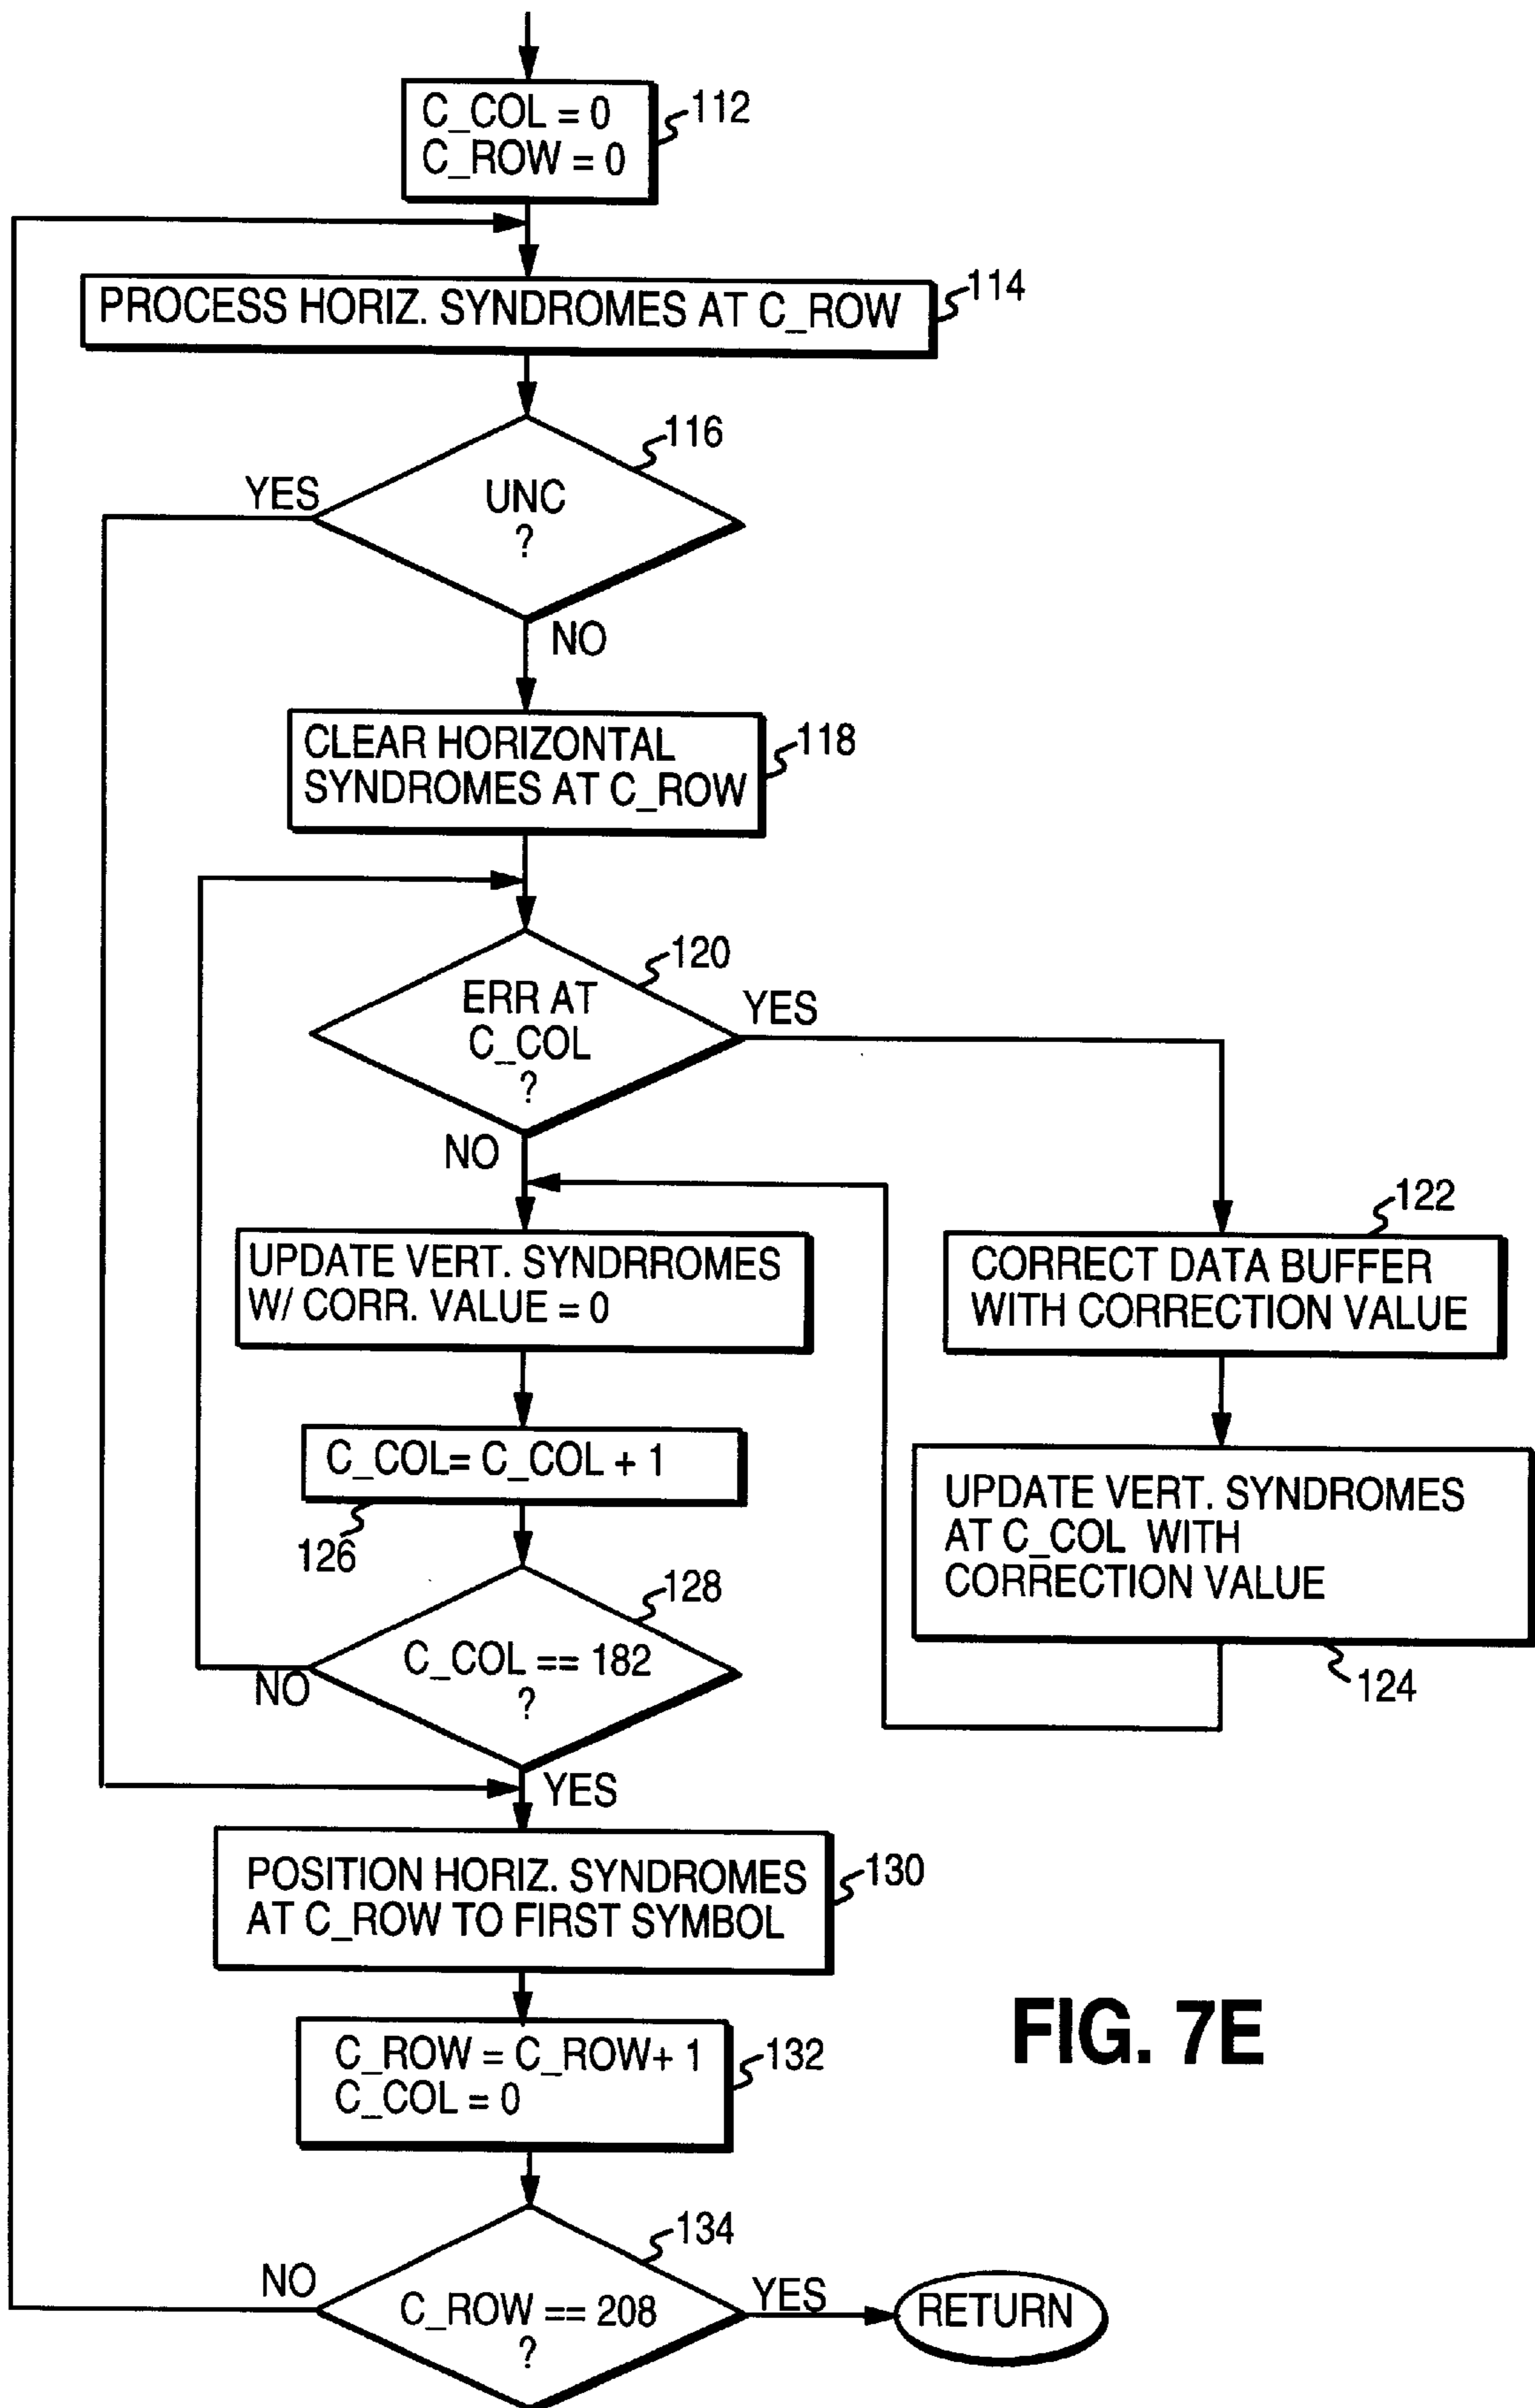 C_COL = 0
C_ROW = 0
112
PROCESS HORIZ. SYNDROMES AT C_ROW
114
116
YES
UNC
?
NO
CLEAR HORIZONTAL
SYNDROMES AT C_ROW
118
120
ERR AT
C_COL
?
YES
NO
122
UPDATE VERT. SYNDRROMES
W/ CORR. VALUE = 0
CORRECT DATA BUFFER
WITH CORRECTION VALUE
C_COL= C_COL + 1
126
UPDATE VERT. SYNDROMES
AT C_COL WITH
CORRECTION VALUE
124
128
C_COL == 182
?
NO
YES
POSITION HORIZ. SYNDROMES
AT C_ROW TO FIRST SYMBOL
130
C_ROW = C_ROW+ 1
C_COL = 0
132
FIG. 7E
134
NO
C_ROW == 208
?
YES
RETURN